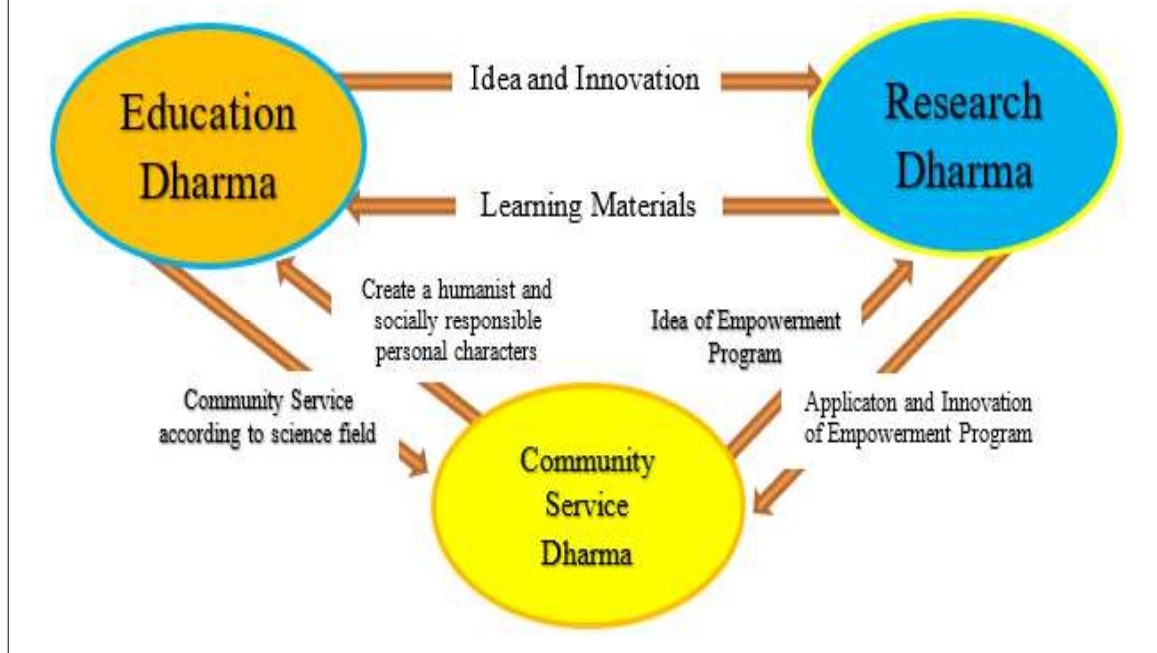 Education
Dharma
Idea and Innovation
Research
Dharma
Learning Materials
Create a humanist and
socially responsible
personal characters
Idea of Empowerment
Program
Community Service
according to science field
Applicaton and Innovation
of Empowerment Program
Community
Service
Dharma